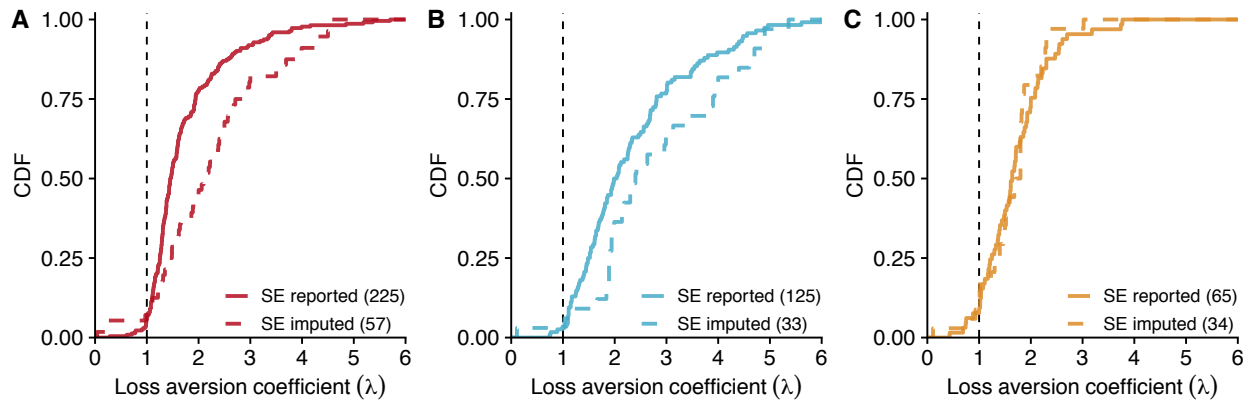 A
1.00
0.75
CDF
0.50
0.25
0.00
SE reported (225)
SE imputed (57)
0 1 2 3 4 5 6
Loss aversion coefficient (λ)
B
1.00
0.75
CDF
0.50
0.25
0.00
SE reported (125)
SE imputed (33)
0 1 2 3 4 5 6
Loss aversion coefficient (λ)
C
1.00
0.75
CDF
0.50
0.25
0.00
SE reported (65)
SE imputed (34)
0 1 2 3 4 5 6
Loss aversion coefficient (λ)